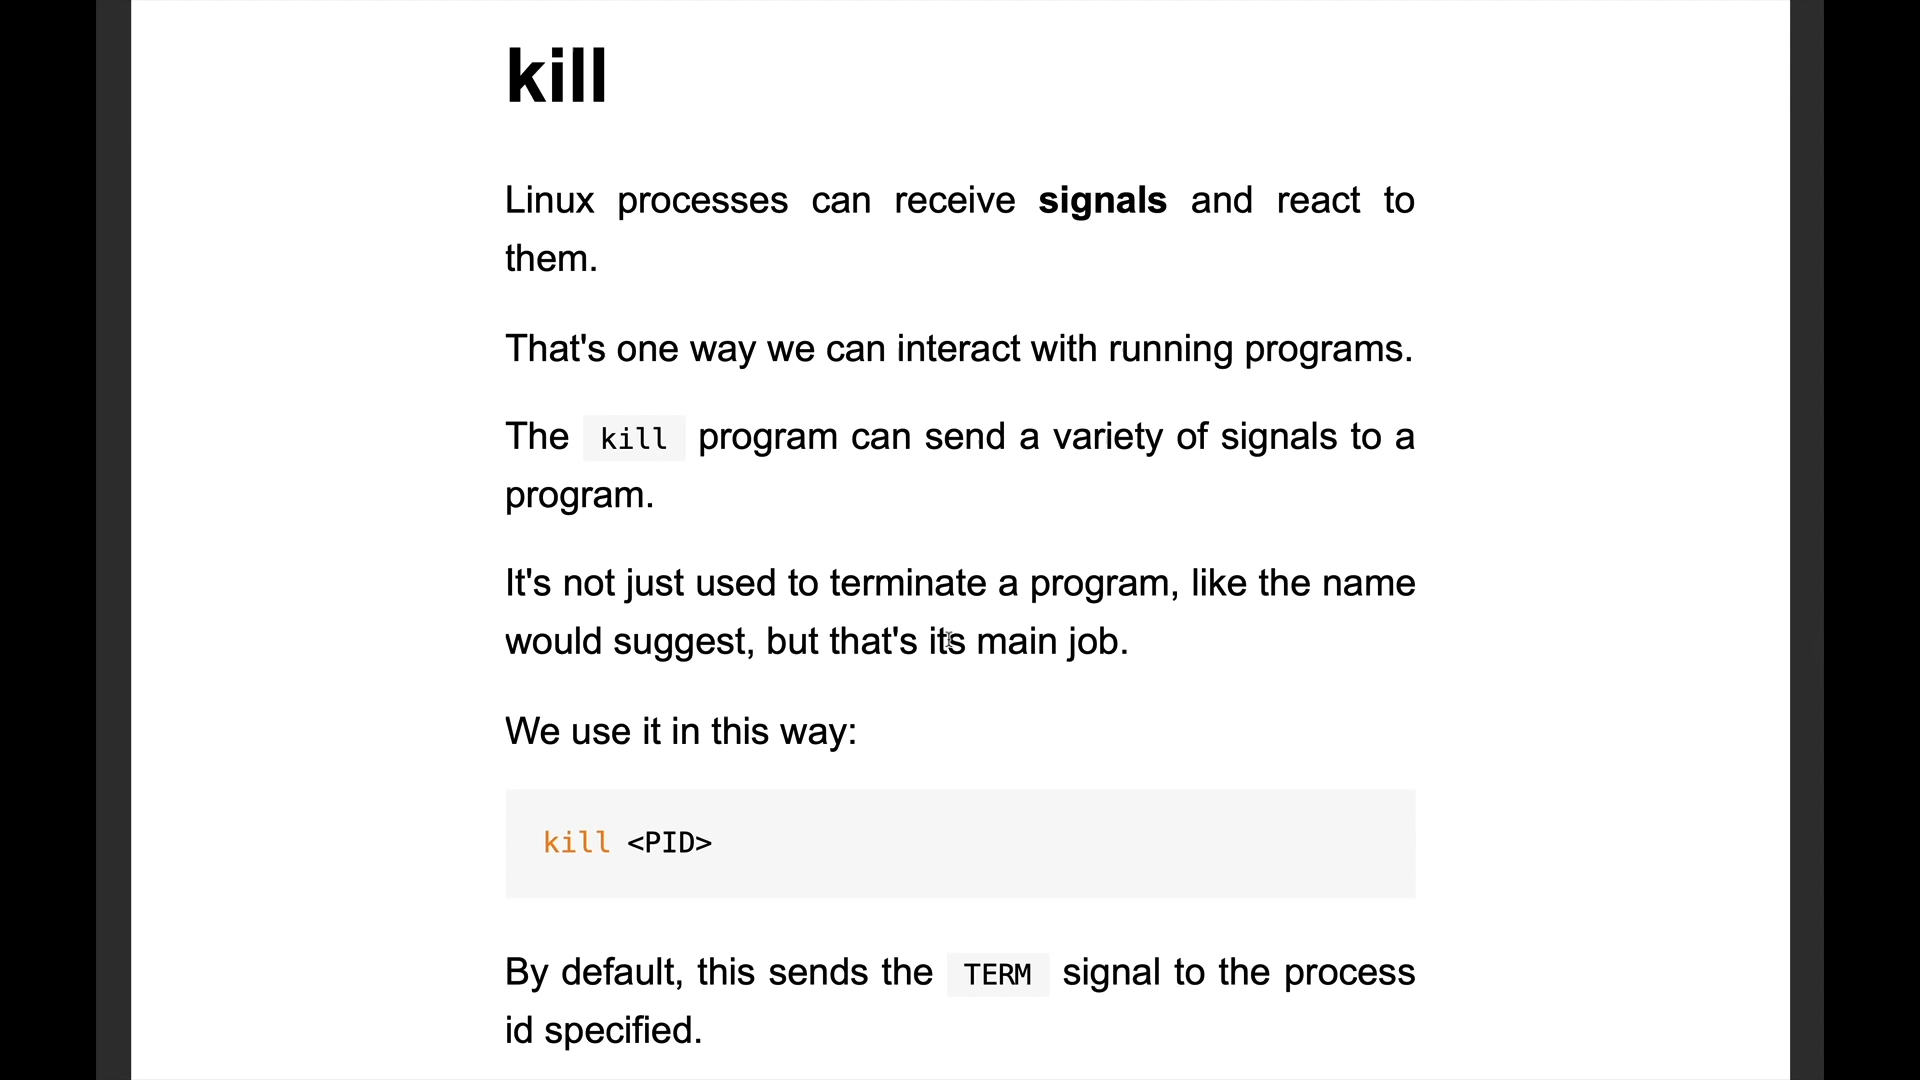 kill
Linux processes can receive signals and react to
them.
That's one way we can interact with running programs.
The kill program can send a variety of signals to a
program.
It's not just used to terminate a program, like the name
would suggest, but that's its main job.
We use it in this way:
kill <PID>
By default, this sends the TERM signal to the process
id specified.